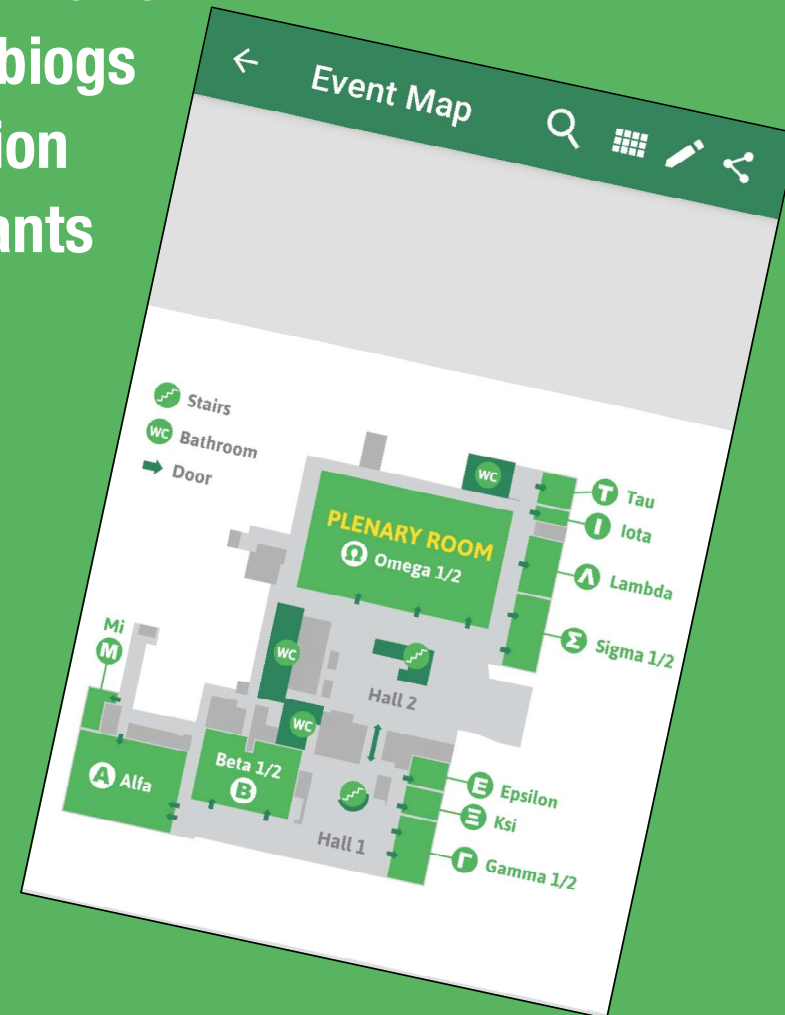 biogs
ion
ants
Event Map
Stairs
WC Bathroom
Door
WC
T Tau
I Iota
PLENARY ROOM
Ω Omega 1/2
Λ Lambda
Σ Sigma 1/2
Mi
M
WC
Hall 2
WC
Beta 1/2
B
A Alfa
E Epsilon
Ξ Ksi
Hall 1
Γ Gamma 1/2